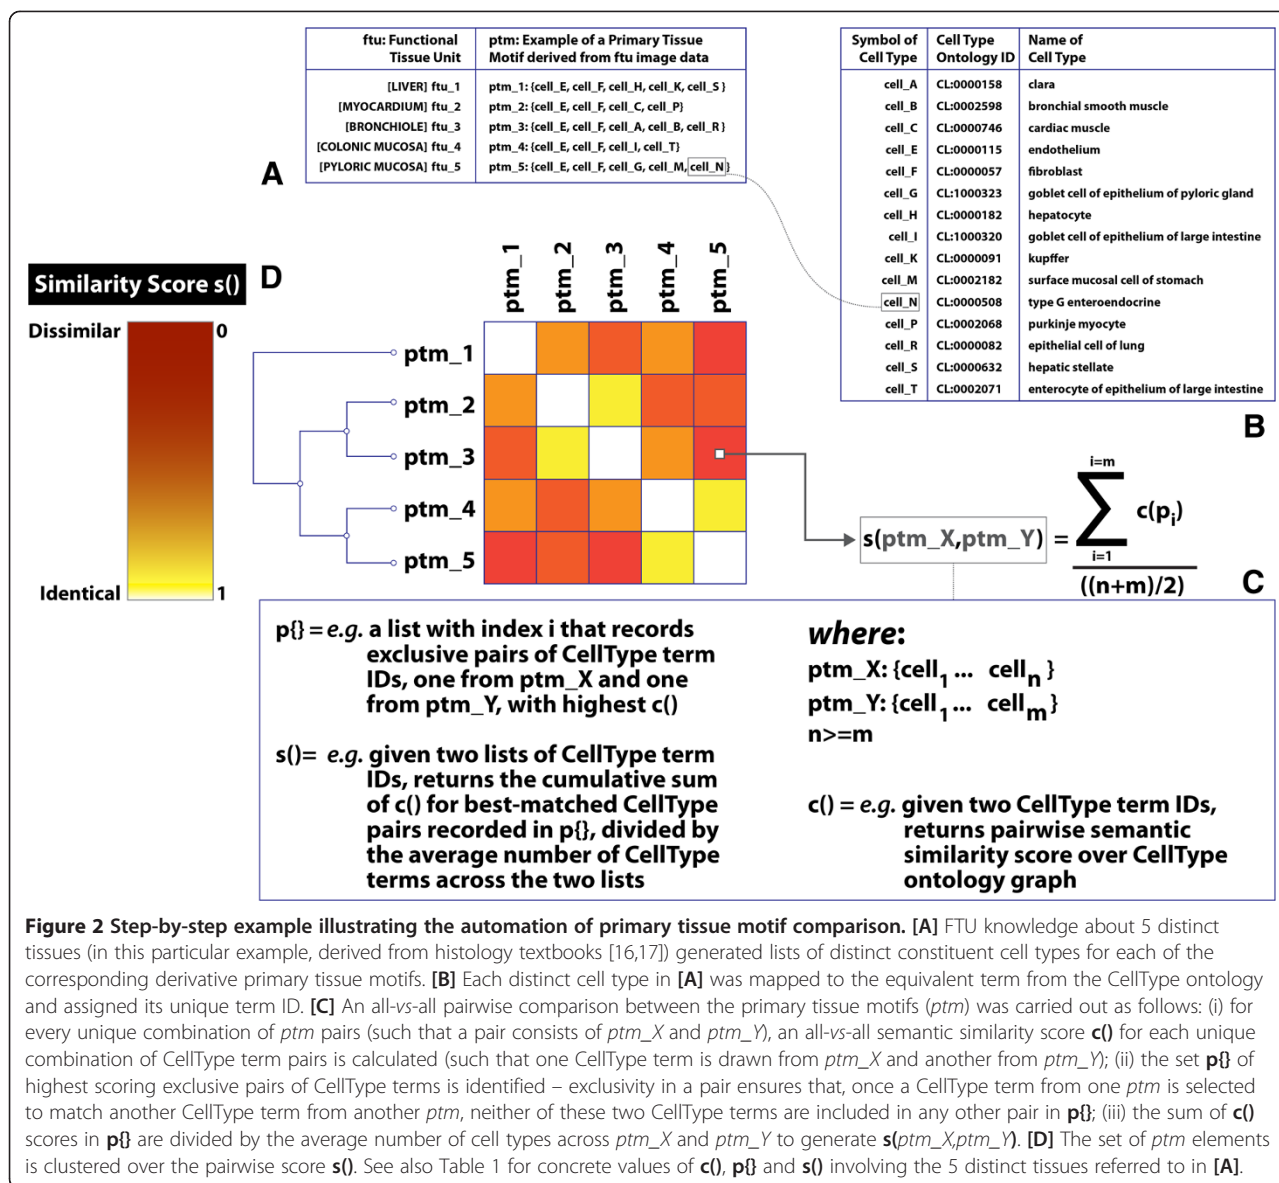 ftu: Functional Tissue Unit
ptm: Example of a Primary Tissue Motif derived from ftu image data
[LIVER] ftu_1 ptm_1: {cell_E, cell_F, cell_H, cell_K, cell_S }
[MYOCARDIUM] ftu_2 ptm_2: {cell_E, cell_F, cell_C, cell_P}
[BRONCHIOLE] ftu_3 ptm_3: {cell_E, cell_F, cell_A, cell_B, cell_R }
[COLONIC MUCOSA] ftu_4 ptm_4: {cell_E, cell_F, cell_I, cell_T}
[PYLORIC MUCOSA] ftu_5 ptm_5: {cell_E, cell_F, cell_G, cell_M, cell_N }
A
Symbol of Cell Type Cell Type Ontology ID Name of Cell Type
cell_A CL:0000158 clara
cell_B CL:0002598 bronchial smooth muscle
cell_C CL:0000746 cardiac muscle
cell_E CL:0000115 endothelium
cell_F CL:0000057 fibroblast
cell_G CL:1000323 goblet cell of epithelium of pyloric gland
cell_H CL:0000182 hepatocyte
cell_I CL:1000320 goblet cell of epithelium of large intestine
cell_K CL:0000091 kupffer
cell_M CL:0002182 surface mucosal cell of stomach
cell_N CL:0000508 type G enteroendocrine
cell_P CL:0002068 purkinje myocyte
cell_R CL:0000082 epithelial cell of lung
cell_S CL:0000632 hepatic stellate
cell_T CL:0002071 enterocyte of epithelium of large intestine
B
Similarity Score s()
D
Dissimilar 0
Identical 1
ptm_1 ptm_2 ptm_3 ptm_4 ptm_5
ptm_1
ptm_2
ptm_3
ptm_4
ptm_5
s(ptm_X,ptm_Y) =
i=m
∑ c(pi)
i=1
((n+m)/2)
C
p{} = e.g. a list with index i that records
exclusive pairs of CellType term
IDs, one from ptm_X and one
from ptm_Y, with highest c()
s()= e.g. given two lists of CellType term
IDs, returns the cumulative sum
of c() for best-matched CellType
pairs recorded in p{}, divided by
the average number of CellType
terms across the two lists
where:
ptm_X: {cell1 ... celln }
ptm_Y: {cell1 ... cellm }
n>=m
c() = e.g. given two CellType term IDs,
returns pairwise semantic
similarity score over CellType
ontology graph
Figure 2 Step-by-step example illustrating the automation of primary tissue motif comparison. [A] FTU knowledge about 5 distinct
tissues (in this particular example, derived from histology textbooks [16,17]) generated lists of distinct constituent cell types for each of the
corresponding derivative primary tissue motifs. [B] Each distinct cell type in [A] was mapped to the equivalent term from the CellType ontology
and assigned its unique term ID. [C] An all-vs-all pairwise comparison between the primary tissue motifs (ptm) was carried out as follows: (i) for
every unique combination of ptm pairs (such that a pair consists of ptm_X and ptm_Y), an all-vs-all semantic similarity score c() for each unique
combination of CellType term pairs is calculated (such that one CellType term is drawn from ptm_X and another from ptm_Y); (ii) the set p{} of
highest scoring exclusive pairs of CellType terms is identified – exclusivity in a pair ensures that, once a CellType term from one ptm is selected
to match another CellType term from another ptm, neither of these two CellType terms are included in any other pair in p{}; (iii) the sum of c()
scores in p{} are divided by the average number of cell types across ptm_X and ptm_Y to generate s(ptm_X,ptm_Y). [D] The set of ptm elements
is clustered over the pairwise score s(). See also Table 1 for concrete values of c(), p{} and s() involving the 5 distinct tissues referred to in [A].